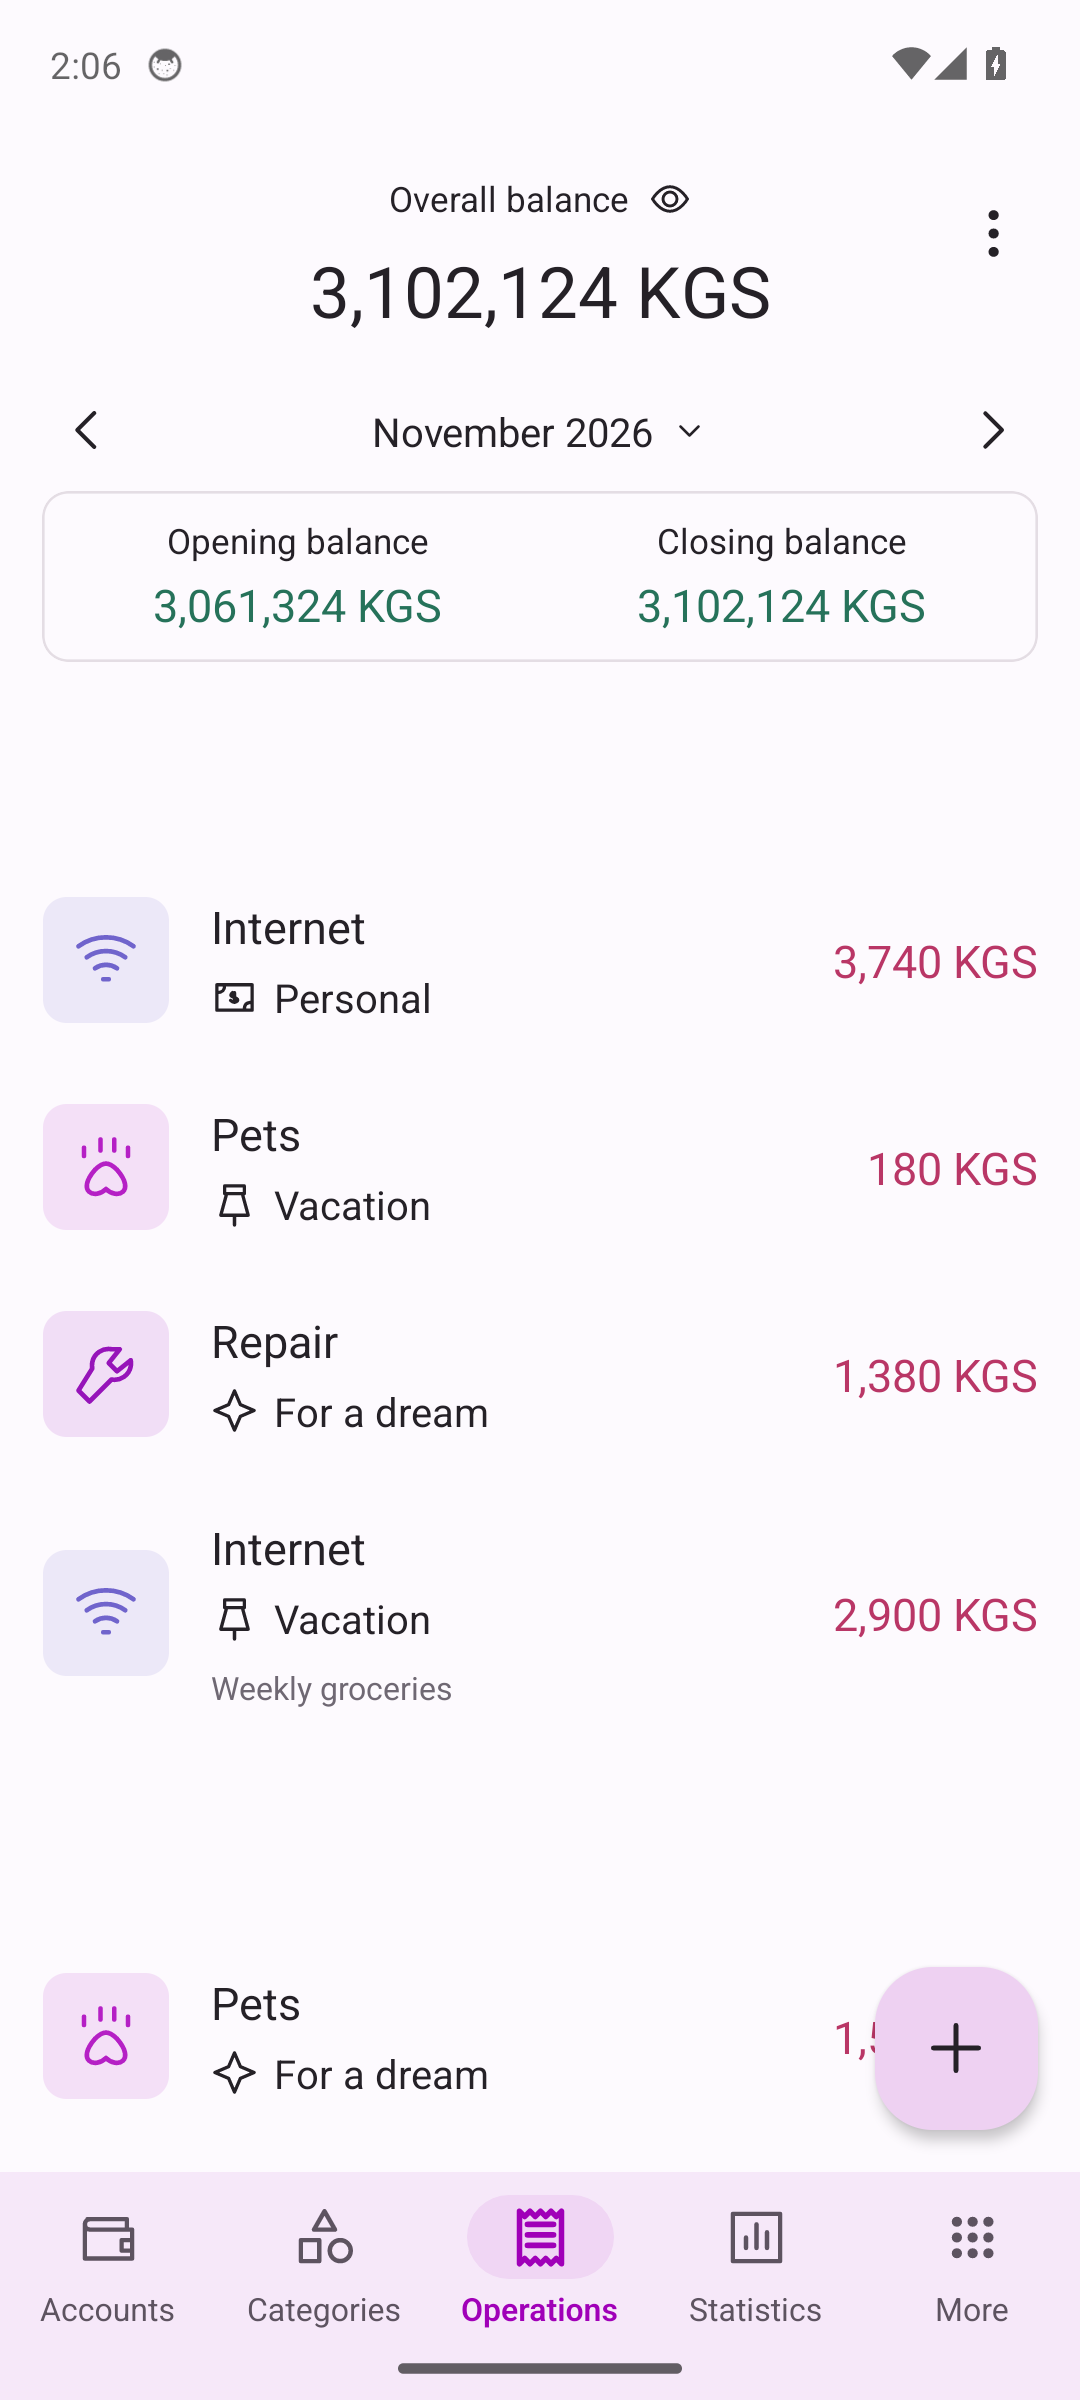 2:06
Overall balance
3,102,124 KGS
November 2026
Opening balance
Closing balance
3,061,324 KGS
3,102,124 KGS
Internet
Personal
3,740 KGS
Pets
Vacation
180 KGS
Repair
For a dream
1,380 KGS
Internet
Vacation
Weekly groceries
2,900 KGS
Pets
For a dream
Accounts
Categories
Operations
Statistics
More